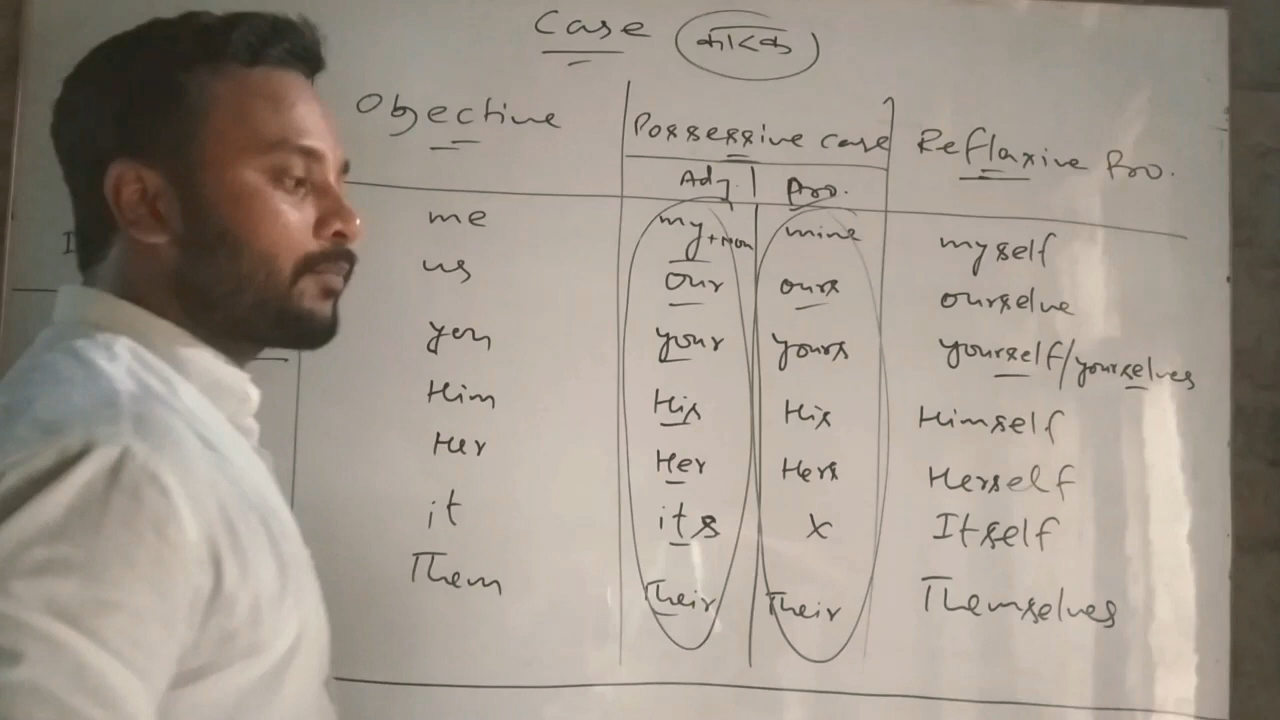 Case कारक
Objective Possessive case Reflaxive Pro.
Adj. Pro.
me my+noun mine myself
us our ours ourselve
you your yours yourself/yourselves
Him His His Himself
Her Her Hers Herself
it its x Itself
Them Their Their Themselves